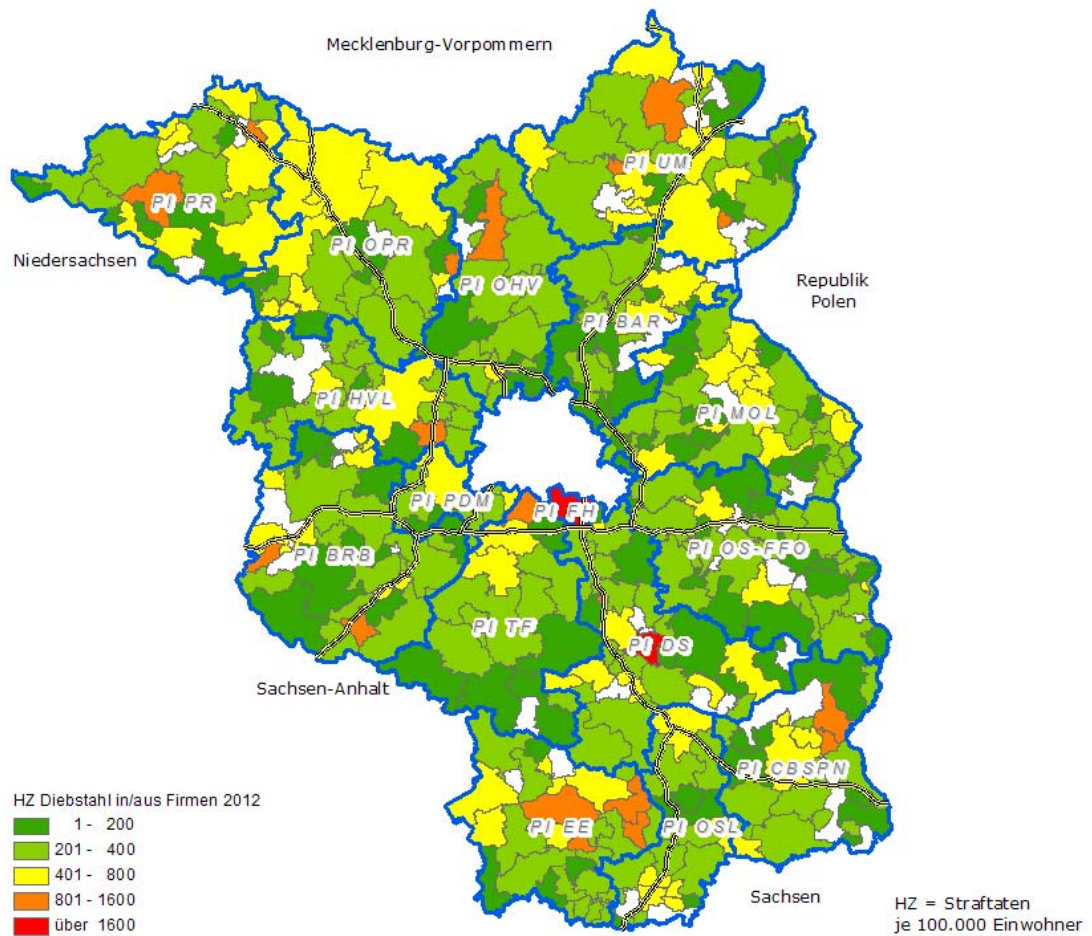 Mecklenburg-Vorpommern
PI UM
PI PR
PI OPR
Niedersachsen
PI OHV
Republik
Polen
PI BAR
PI HVL
PI MOL
PI PDM
PI FH
PI BRB
PI OS-FFO
PI TF
PI DS
Sachsen-Anhalt
PI CBSPN
HZ Diebstahl in/aus Firmen 2012
1 - 200
201 - 400
401 - 800
801 - 1600
über 1600
PI EE
PI OSL
Sachsen
HZ = Straftaten
je 100.000 Einwohner